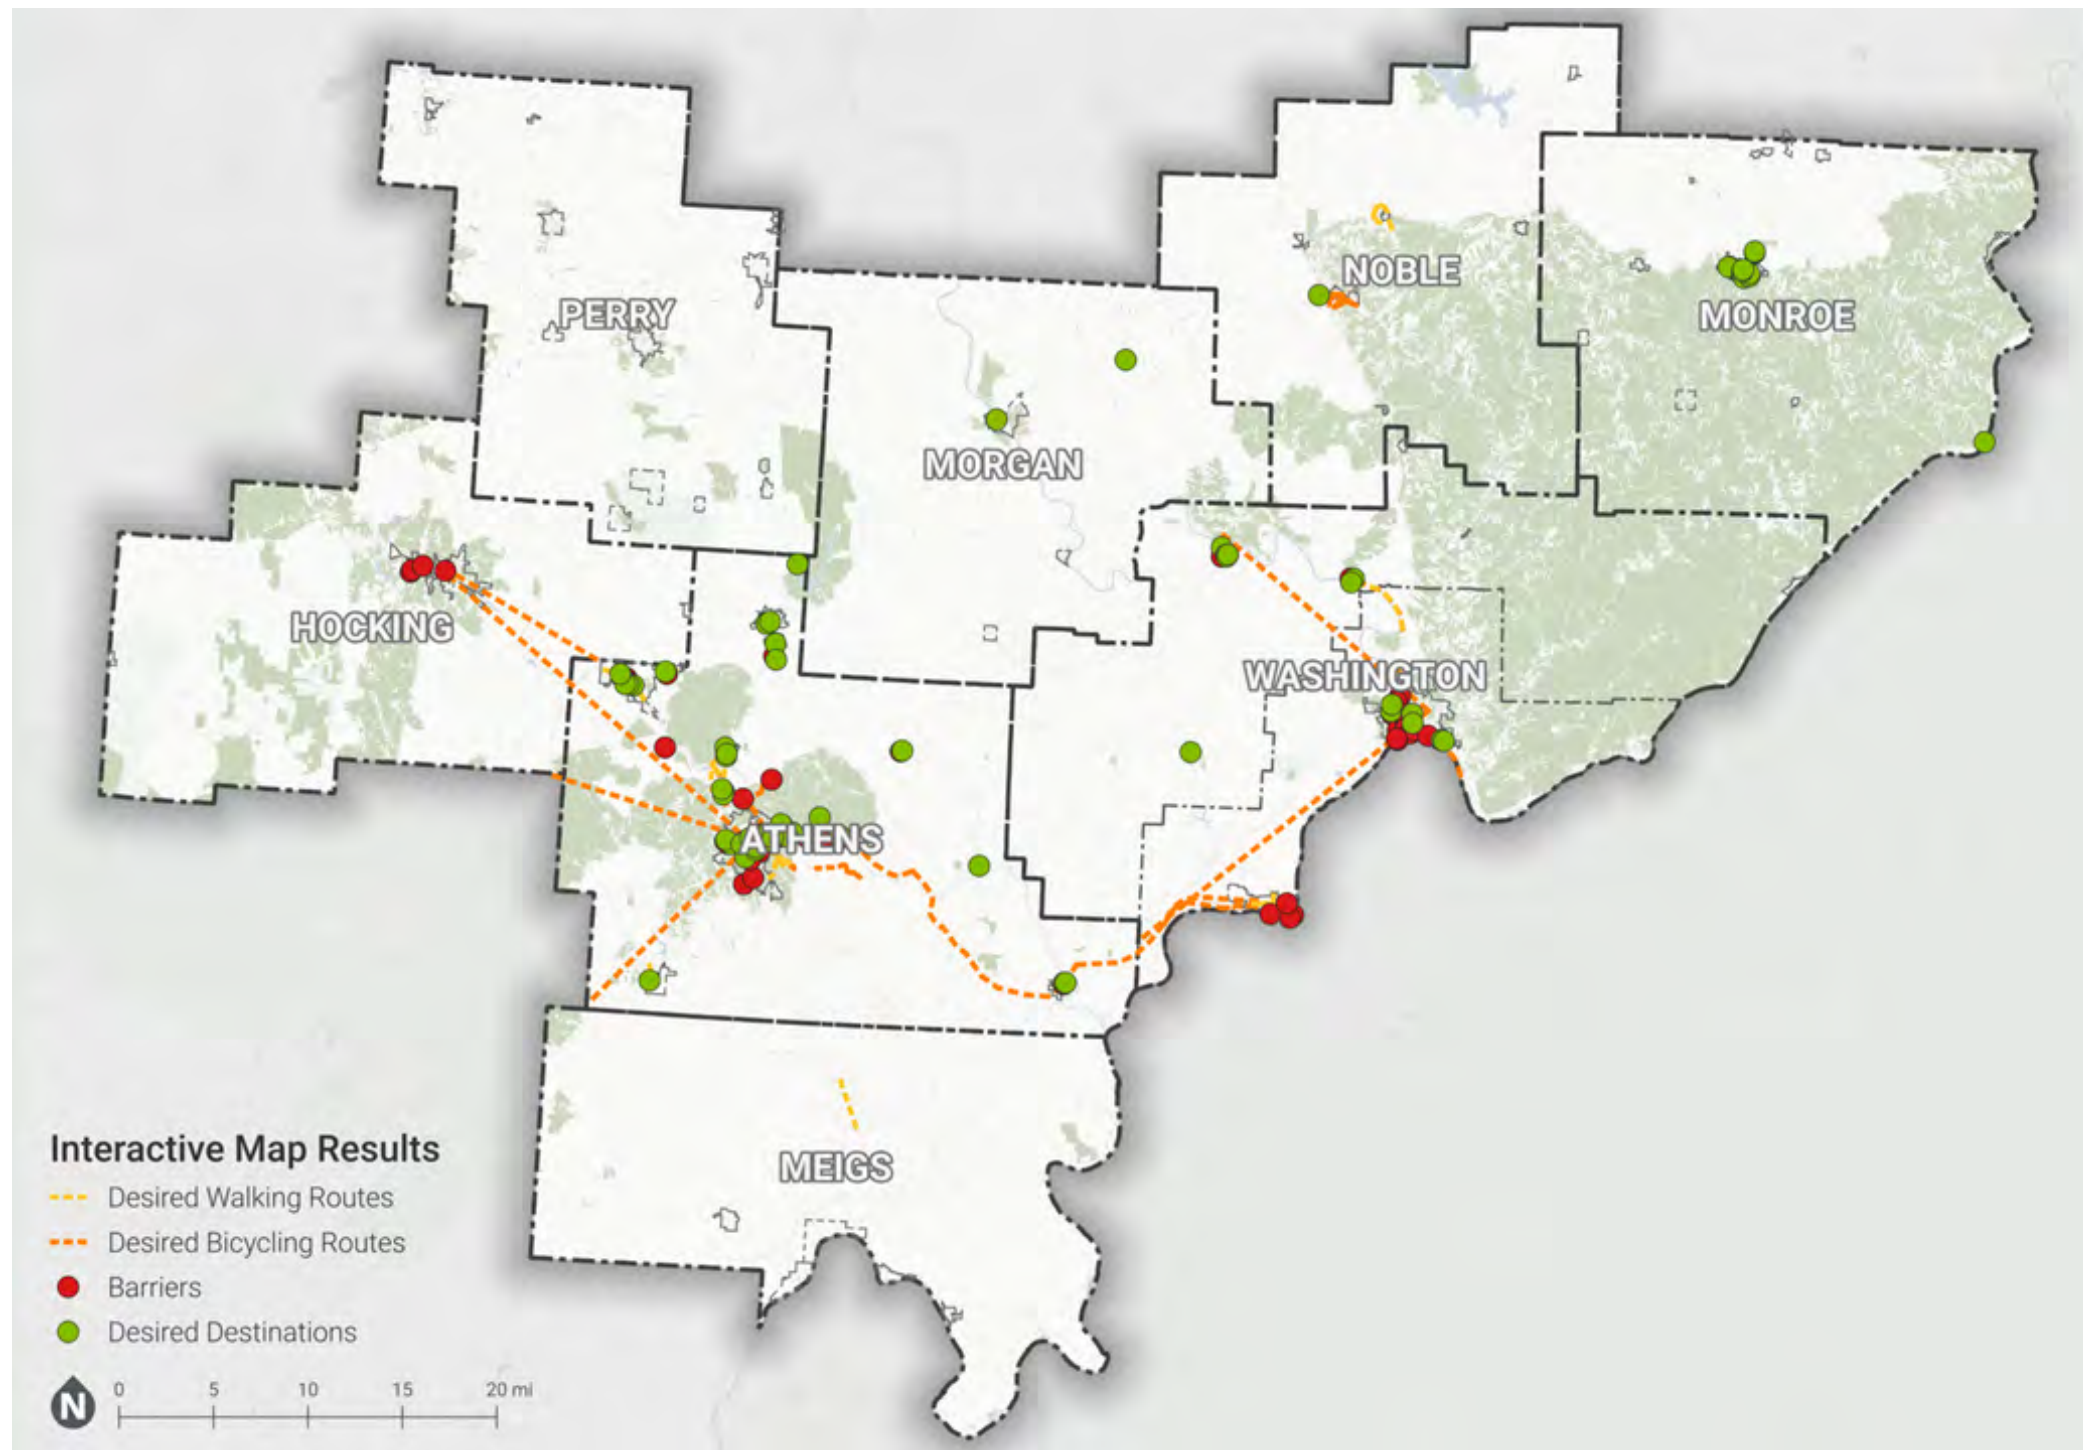 PERRY
NOBLE
MONROE
MORGAN
HOCKING
WASHINGTON
ATHENS
MEIGS
Interactive Map Results
Desired Walking Routes
Desired Bicycling Routes
Barriers
Desired Destinations
N
0 5 10 15 20 mi